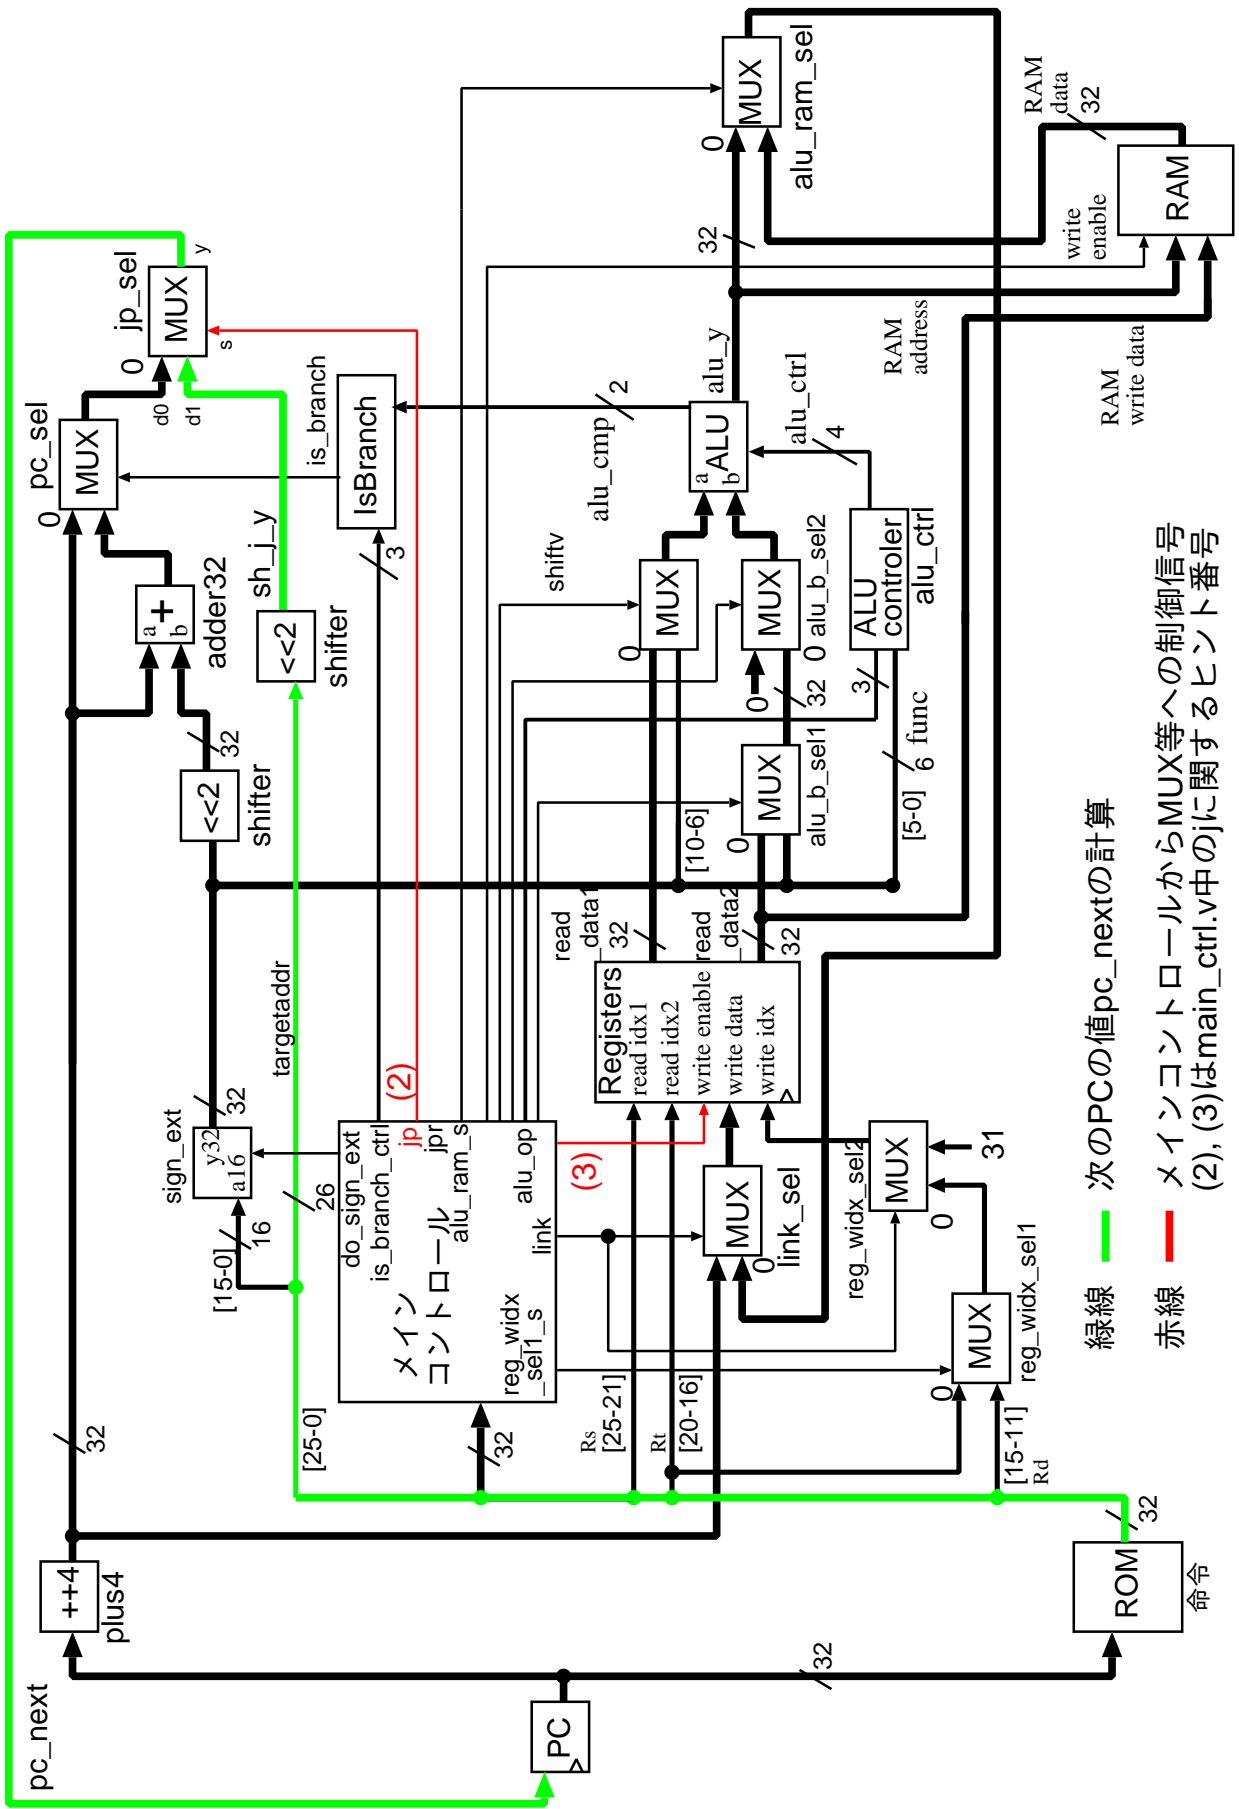 pc_next
PC
32
++4
plus4
32
ROM
命令
32
[25-0]
32
Rs
[25-21]
Rt
[20-16]
[15-11]
Rd
[15-0]
16
26
sign_ext
y32
a16
32
targetaddr
メイン
コントロール
do_sign_ext
is_branch_ctrl
jp
jpr
alu_ram_s
alu_op
link
reg_widx
_sel1_s
(2)
(3)
MUX
link_sel
0
MUX
reg_widx_sel1
0
MUX
reg_widx_sel2
0
31
Registers
read idx1
read idx2
write enable
write data
write idx
read
_data1
32
read
_data2
32
<<2
shifter
32
<<2
shifter
sh_j_y
a
b
+
adder32
MUX
pc_sel
0
MUX
jp_sel
0
d0
d1
s
y
IsBranch
is_branch
3
[10-6]
MUX
alu_b_sel1
0
32
MUX
alu_b_sel2
0
0
MUX
shiftv
0
[5-0]
6
func
3
ALU
controler
alu_ctrl
alu_ctrl
4
a
b
ALU
alu_cmp
2
alu_y
32
MUX
alu_ram_sel
0
RAM
address
RAM
write data
write
enable
RAM
RAM
data
32
緑線
次のPCの値pc_nextの計算
赤線
メインコントロールからMUX等への制御信号
(2), (3)はmain_ctrl.v中のjに関するヒント番号